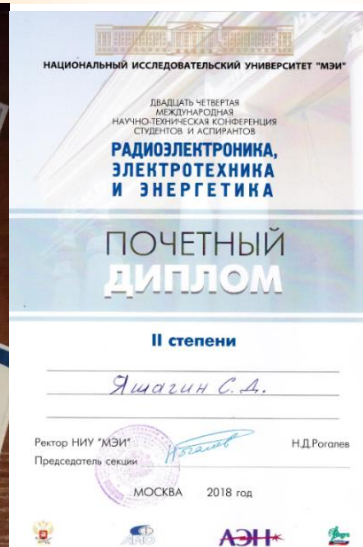 НАЦИОНАЛЬНЫЙ ИССЛЕДОВАТЕЛЬСКИЙ УНИВЕРСИТЕТ "МЭИ"
ДВАДЦАТЬ ЧЕТВЕРТАЯ
МЕЖДУНАРОДНАЯ
НАУЧНО-ТЕХНИЧЕСКАЯ КОНФЕРЕНЦИЯ
СТУДЕНТОВ И АСПИРАНТОВ
РАДИОЭЛЕКТРОНИКА,
ЭЛЕКТРОТЕХНИКА
И ЭНЕРГЕТИКА
ПОЧЕТНЫЙ
ДИПЛОМ
II степени
Яшагин С.Д.
Ректор НИУ "МЭИ"
Н.Д.Рогалев
Председатель секции
МОСКВА 2018 год
АЭН